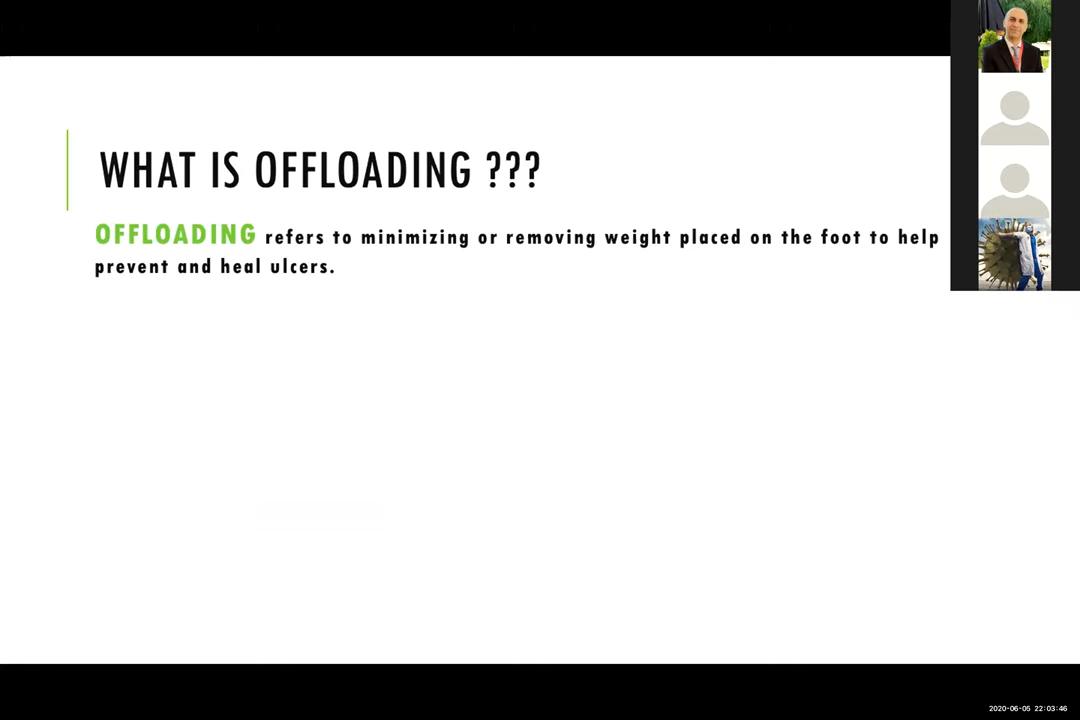 WHAT IS OFFLOADING ???
OFFLOADING refers to minimizing or removing weight placed on the foot to help
prevent and heal ulcers.
2020-06-05 22:03:46